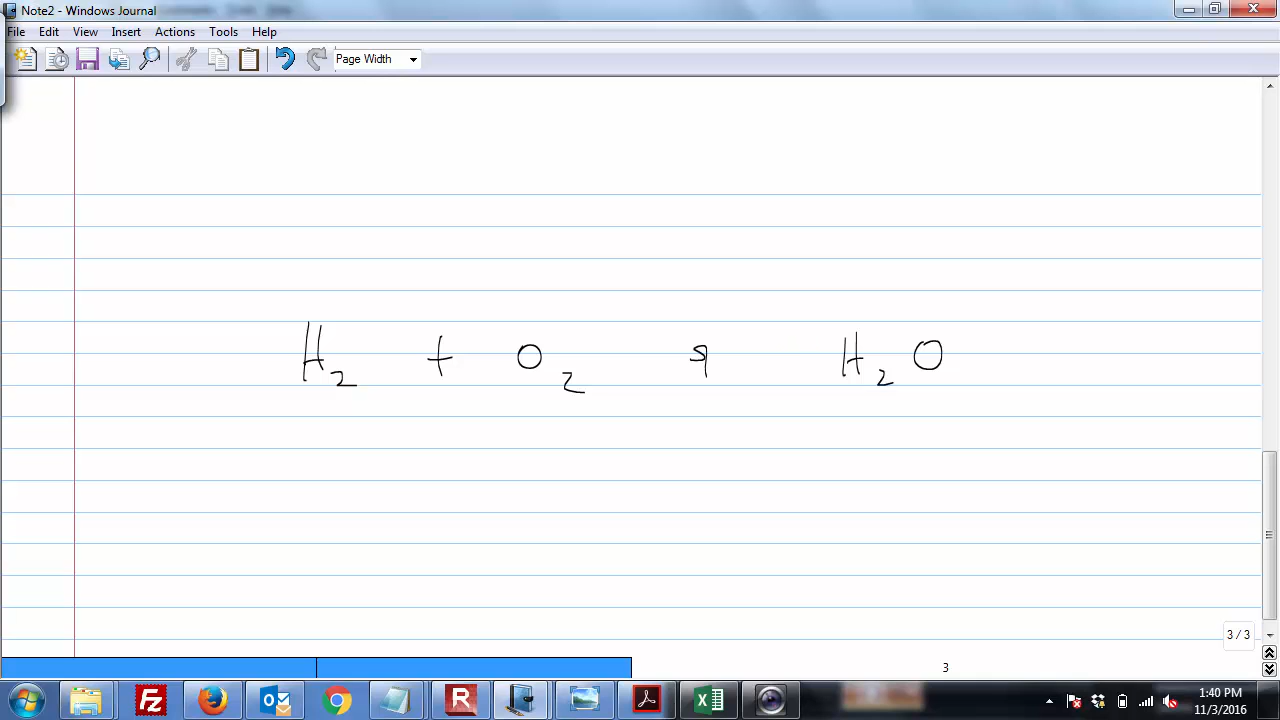 Note2 - Windows Journal
File Edit View Insert Actions Tools Help
Page Width
H₂ + O₂ H₂O
3 / 3
3
1:40 PM
11/3/2016